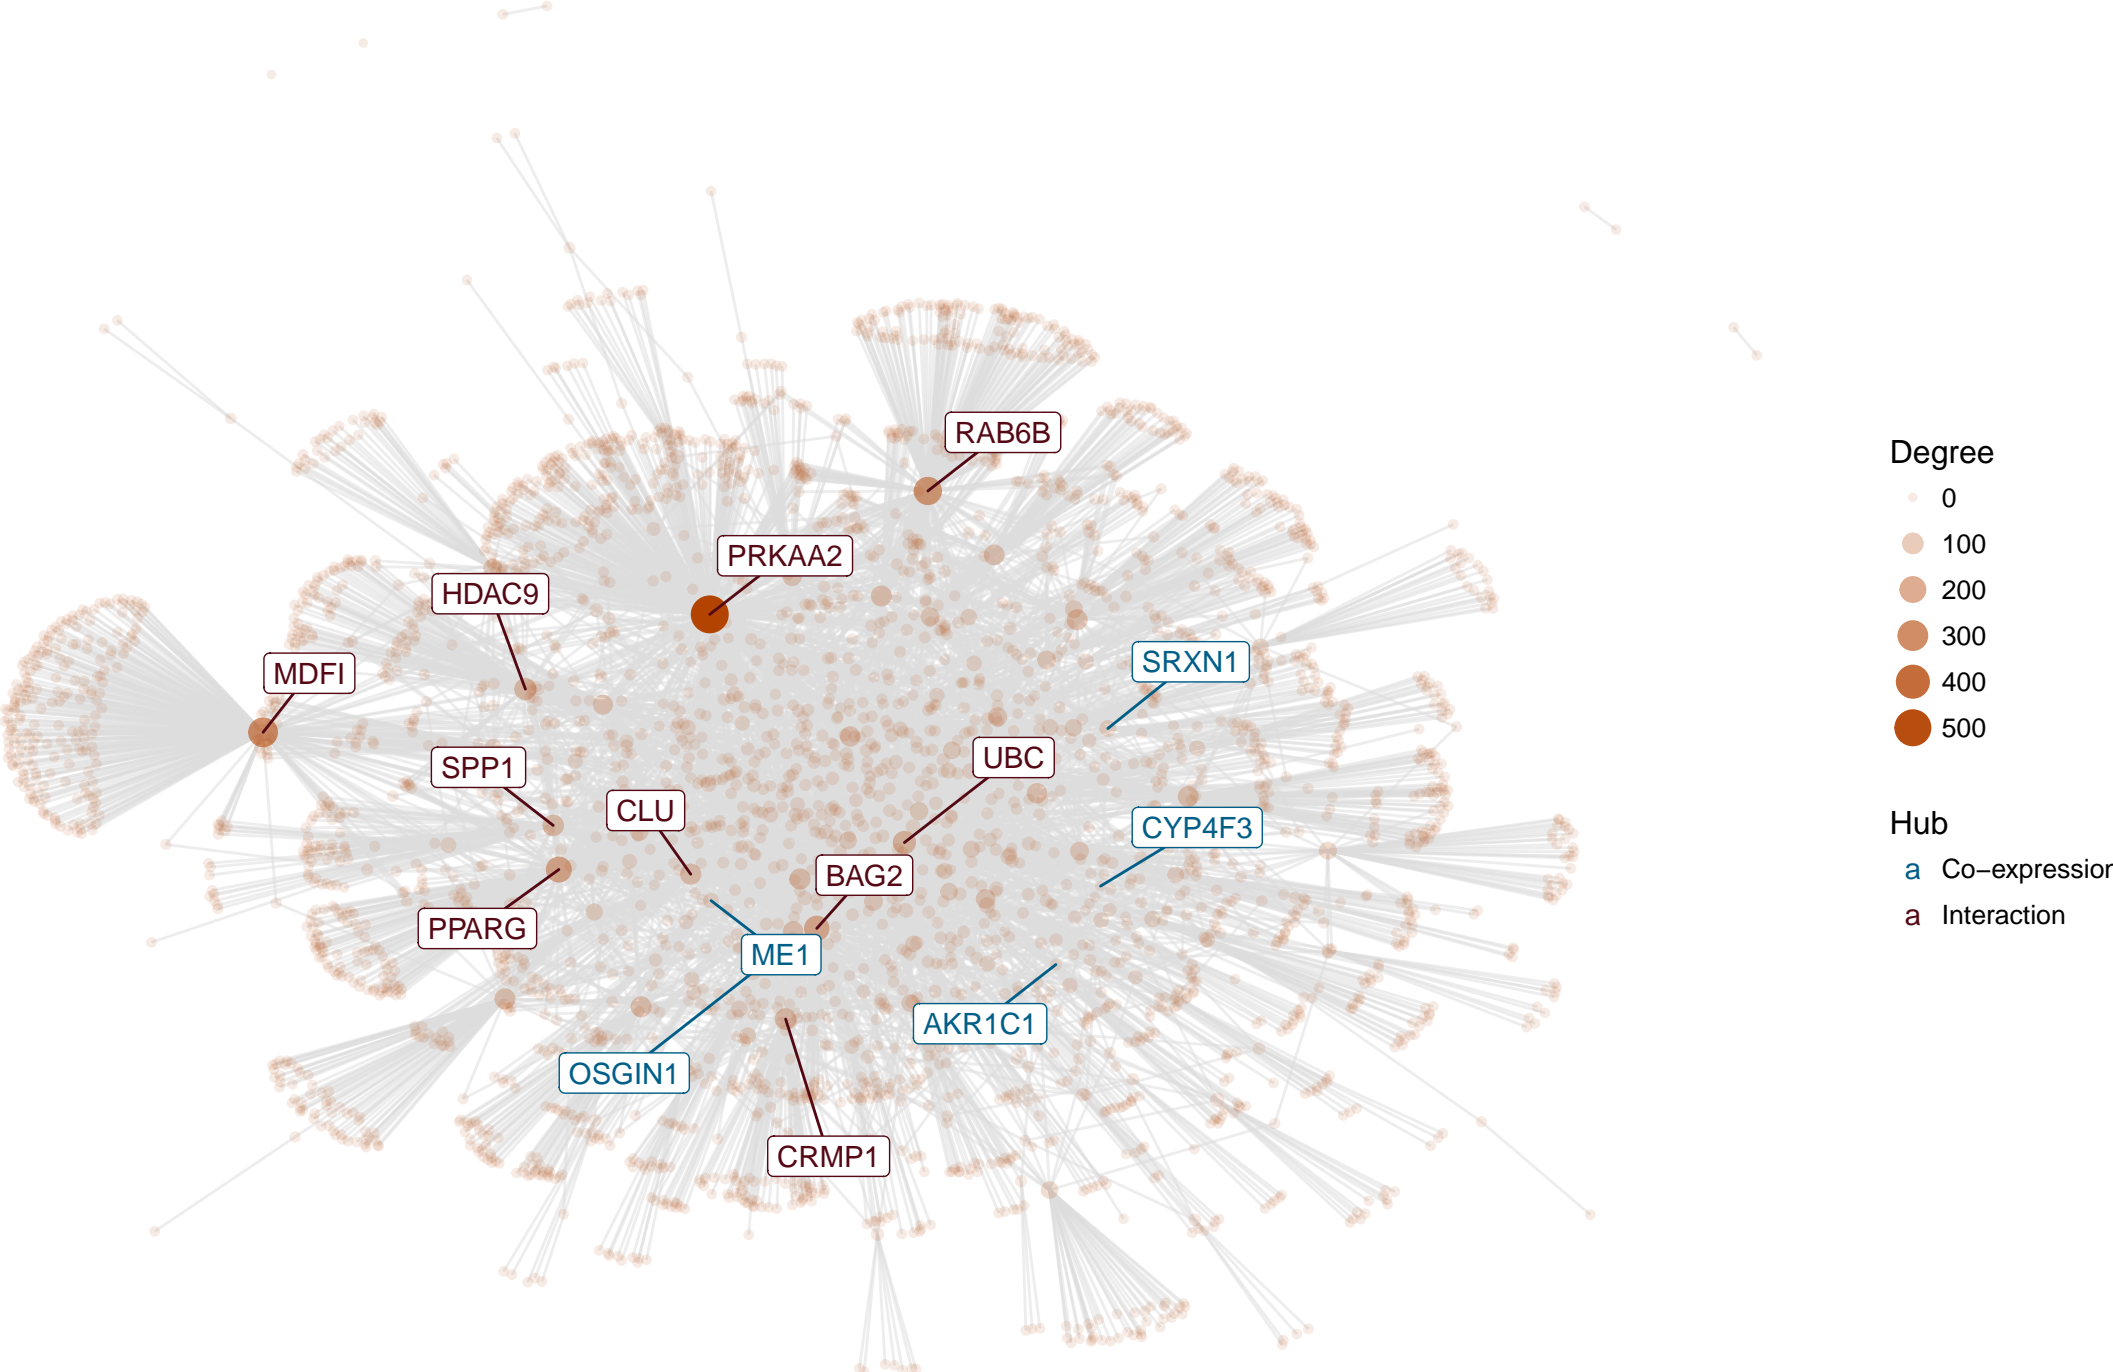 RAB6B
PRKAA2
HDAC9
SRXN1
MDFI
UBC
SPP1
CLU
CYP4F3
BAG2
PPARG
ME1
AKR1C1
OSGIN1
CRMP1
Degree
0
100
200
300
400
500
Hub
a Co−expression
a Interaction